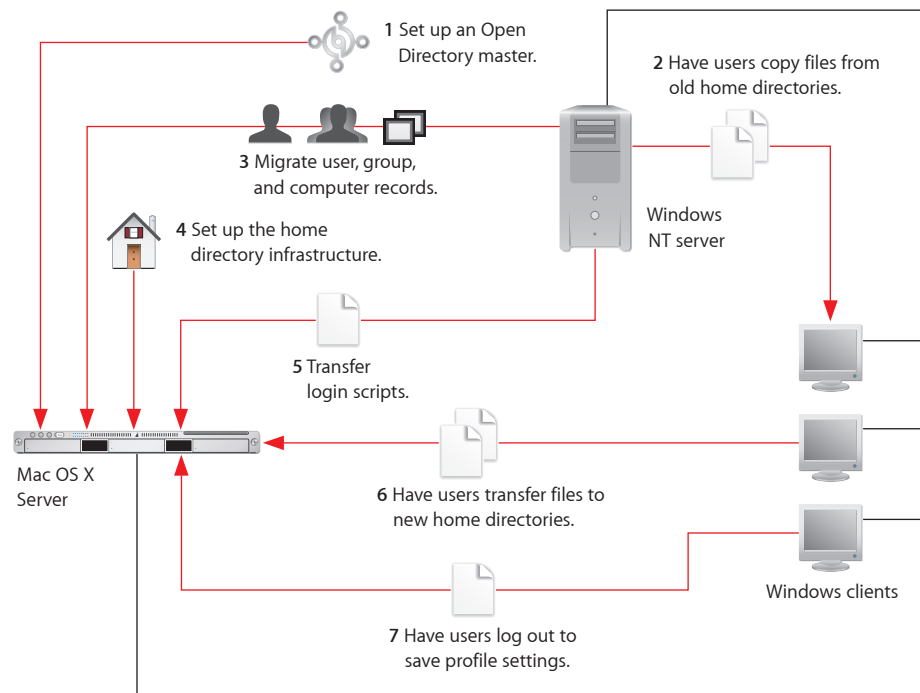 1 Set up an Open
Directory master.
2 Have users copy files from
old home directories.
3 Migrate user, group,
and computer records.
Windows
NT server
4 Set up the home
directory infrastructure.
5 Transfer
login scripts.
Mac OS X
Server
6 Have users transfer files to
new home directories.
Windows clients
7 Have users log out to
save profile settings.